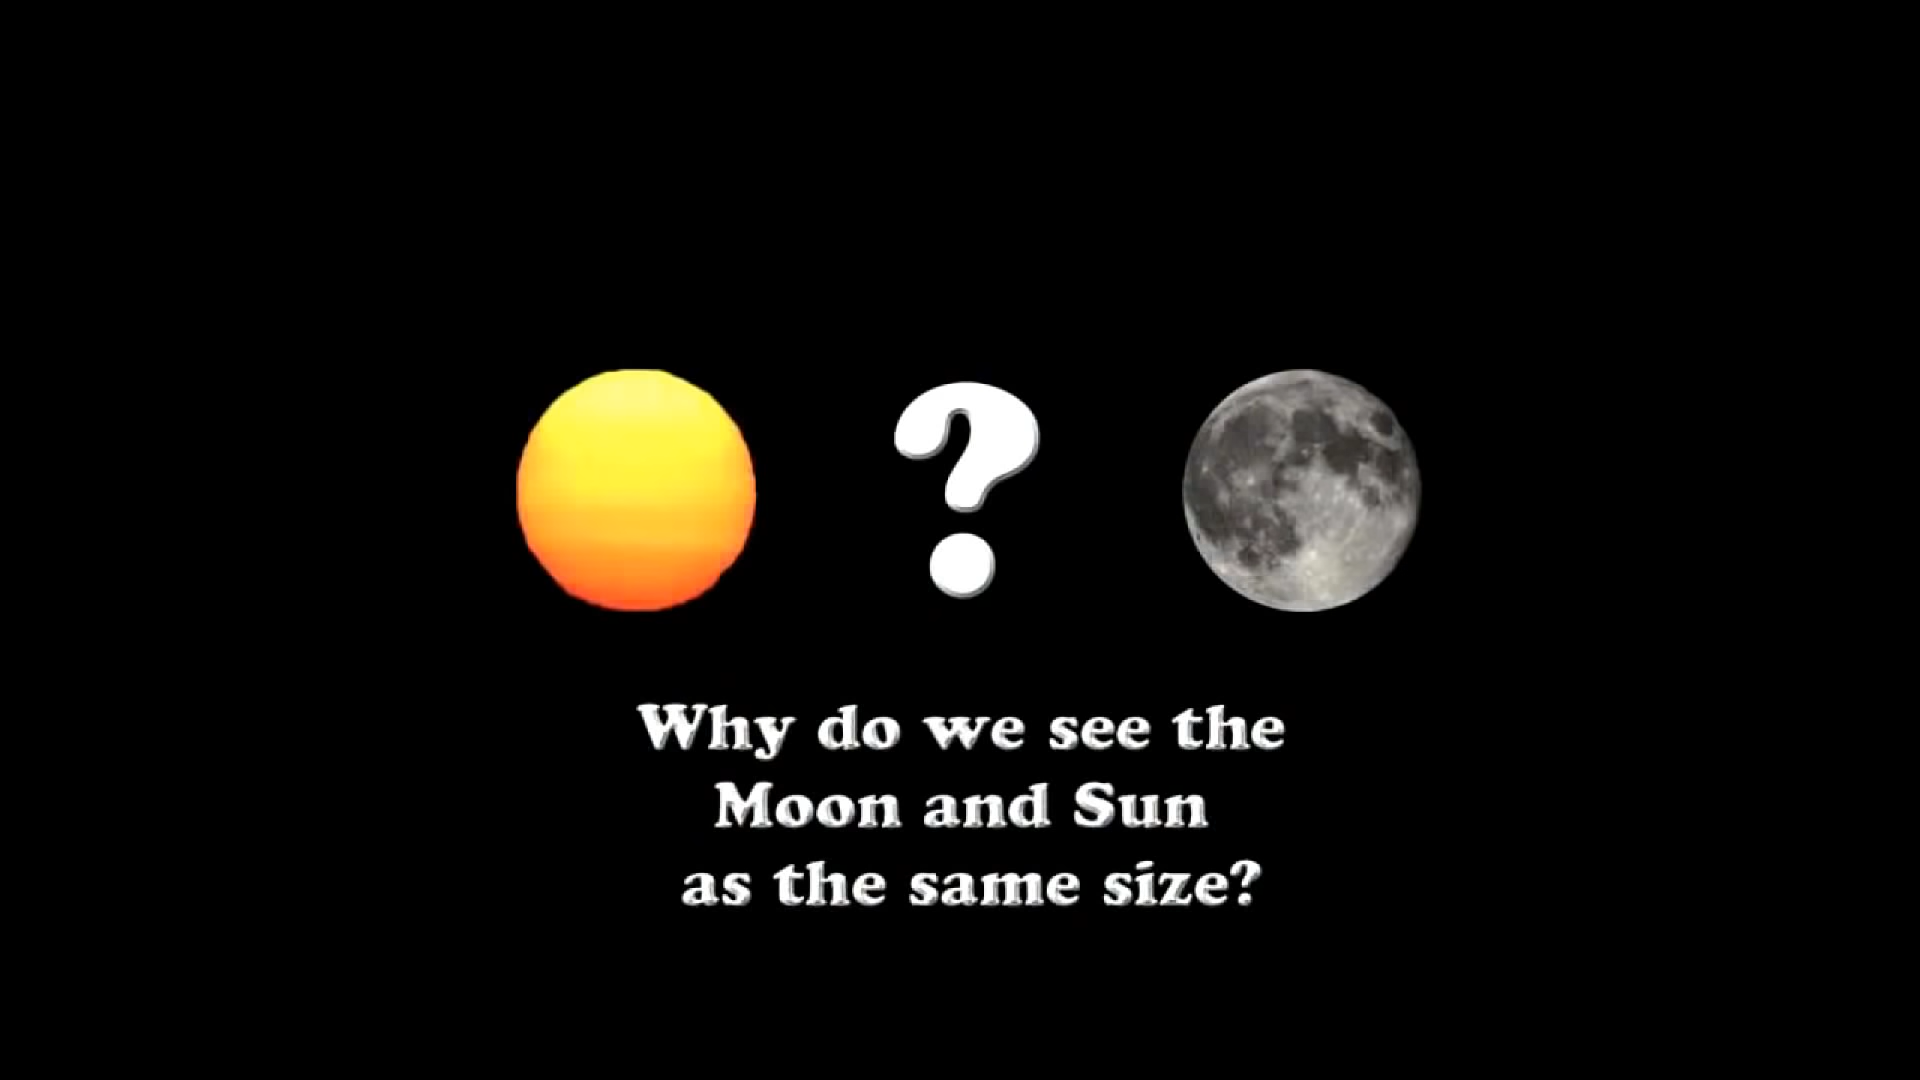 ?
Why do we see the
Moon and Sun
as the same size?